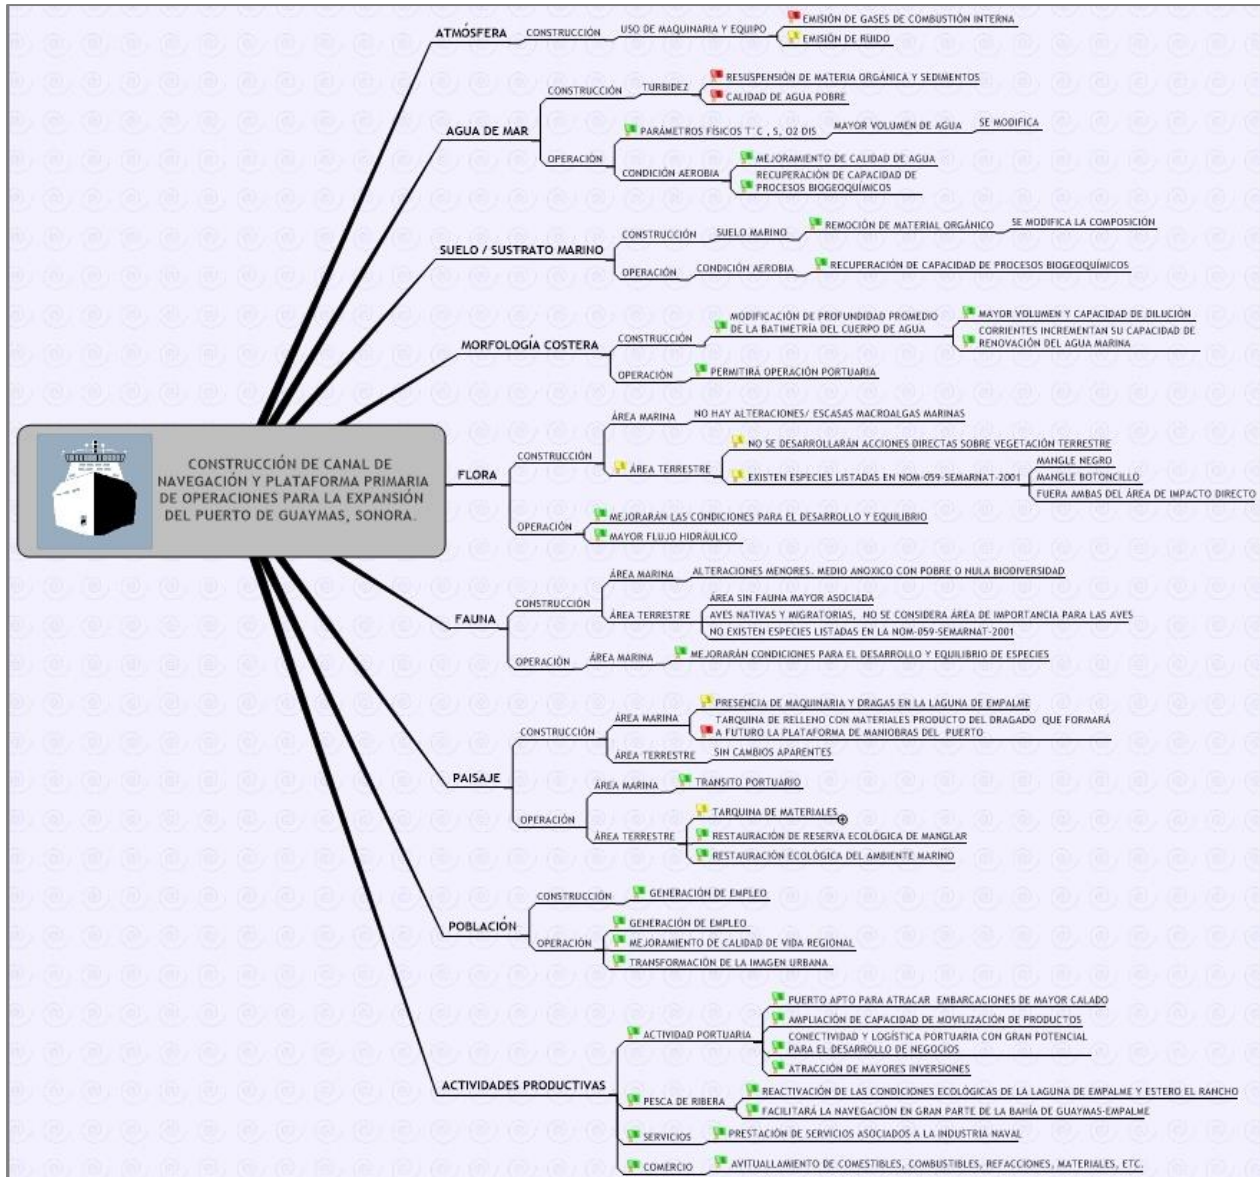 CONSTRUCCIÓN DE CANAL DE
NAVEGACIÓN Y PLATAFORMA PRIMARIA
DE OPERACIONES PARA LA EXPANSIÓN
DEL PUERTO DE GUAYMAS, SONORA.
ATMÓSFERA
CONSTRUCCIÓN
USO DE MAQUINARIA Y EQUIPO
EMISIÓN DE GASES DE COMBUSTIÓN INTERNA
EMISIÓN DE RUIDO
AGUA DE MAR
CONSTRUCCIÓN
TURBIDEZ
RESUSPENSIÓN DE MATERIA ORGÁNICA Y SEDIMENTOS
CALIDAD DE AGUA POBRE
OPERACIÓN
PARÁMETROS FÍSICOS T° C , S, O2 DIS
MAYOR VOLUMEN DE AGUA
SE MODIFICA
CONDICIÓN AEROBIA
MEJORAMIENTO DE CALIDAD DE AGUA
RECUPERACIÓN DE CAPACIDAD DE
PROCESOS BIOGEOQUÍMICOS
SUELO / SUSTRATO MARINO
CONSTRUCCIÓN
SUELO MARINO
REMOCIÓN DE MATERIAL ORGÁNICO
SE MODIFICA LA COMPOSICIÓN
OPERACIÓN
CONDICIÓN AEROBIA
RECUPERACIÓN DE CAPACIDAD DE PROCESOS BIOGEOQUÍMICOS
MORFOLOGÍA COSTERA
CONSTRUCCIÓN
MODIFICACIÓN DE PROFUNDIDAD PROMEDIO
DE LA BATIMETRÍA DEL CUERPO DE AGUA
MAYOR VOLUMEN Y CAPACIDAD DE DILUCIÓN
CORRIENTES INCREMENTAN SU CAPACIDAD DE
RENOVACIÓN DEL AGUA MARINA
OPERACIÓN
PERMITIRÁ OPERACIÓN PORTUARIA
FLORA
CONSTRUCCIÓN
ÁREA MARINA
NO HAY ALTERACIONES/ ESCASAS MACROALGAS MARINAS
ÁREA TERRESTRE
NO SE DESARROLLARÁN ACCIONES DIRECTAS SOBRE VEGETACIÓN TERRESTRE
EXISTEN ESPECIES LISTADAS EN NOM-059-SEMARNAT-2001
MANGLE NEGRO
MANGLE BOTONCILLO
FUERA AMBAS DEL ÁREA DE IMPACTO DIRECTO
OPERACIÓN
MEJORARÁN LAS CONDICIONES PARA EL DESARROLLO Y EQUILIBRIO
MAYOR FLUJO HIDRÁULICO
FAUNA
CONSTRUCCIÓN
ÁREA MARINA
ALTERACIONES MENORES. MEDIO ANOXICO CON POBRE O NULA BIODIVERSIDAD
ÁREA TERRESTRE
ÁREA SIN FAUNA MAYOR ASOCIADA
AVES NATIVAS Y MIGRATORIAS, NO SE CONSIDERA ÁREA DE IMPORTANCIA PARA LAS AVES
NO EXISTEN ESPECIES LISTADAS EN LA NOM-059-SEMARNAT-2001
OPERACIÓN
ÁREA MARINA
MEJORARÁN CONDICIONES PARA EL DESARROLLO Y EQUILIBRIO DE ESPECIES
PAISAJE
CONSTRUCCIÓN
ÁREA MARINA
PRESENCIA DE MAQUINARIA Y DRAGAS EN LA LAGUNA DE EMPALME
TARQUINA DE RELLENO CON MATERIALES PRODUCTO DEL DRAGADO QUE FORMARÁ
A FUTURO LA PLATAFORMA DE MANIOBRAS DEL PUERTO
ÁREA TERRESTRE
SIN CAMBIOS APARENTES
OPERACIÓN
ÁREA MARINA
TRANSITO PORTUARIO
ÁREA TERRESTRE
TARQUINA DE MATERIALES
RESTAURACIÓN DE RESERVA ECOLÓGICA DE MANGLAR
RESTAURACIÓN ECOLÓGICA DEL AMBIENTE MARINO
POBLACIÓN
CONSTRUCCIÓN
GENERACIÓN DE EMPLEO
OPERACIÓN
GENERACIÓN DE EMPLEO
MEJORAMIENTO DE CALIDAD DE VIDA REGIONAL
TRANSFORMACIÓN DE LA IMAGEN URBANA
ACTIVIDADES PRODUCTIVAS
ACTIVIDAD PORTUARIA
PUERTO APTO PARA ATRACAR EMBARCACIONES DE MAYOR CALADO
AMPLIACIÓN DE CAPACIDAD DE MOVILIZACIÓN DE PRODUCTOS
CONECTIVIDAD Y LOGÍSTICA PORTUARIA CON GRAN POTENCIAL
PARA EL DESARROLLO DE NEGOCIOS
ATRACCIÓN DE MAYORES INVERSIONES
PESCA DE RIBERA
REACTIVACIÓN DE LAS CONDICIONES ECOLÓGICAS DE LA LAGUNA DE EMPALME Y ESTERO EL RANCHO
FACILITARÁ LA NAVEGACIÓN EN GRAN PARTE DE LA BAHÍA DE GUAYMAS-EMPALME
SERVICIOS
PRESTACIÓN DE SERVICIOS ASOCIADOS A LA INDUSTRIA NAVAL
COMERCIO
AVITUALLAMIENTO DE COMESTIBLES, COMBUSTIBLES, REFACCIONES, MATERIALES, ETC.